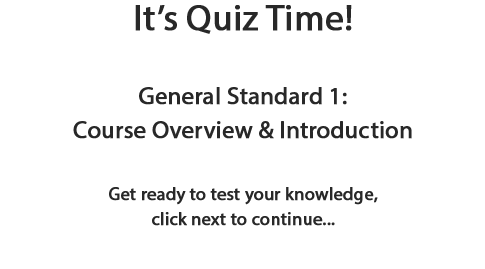 It's Quiz Time!
General Standard 1:
Course Overview & Introduction
Get ready to test your knowledge,
click next to continue...